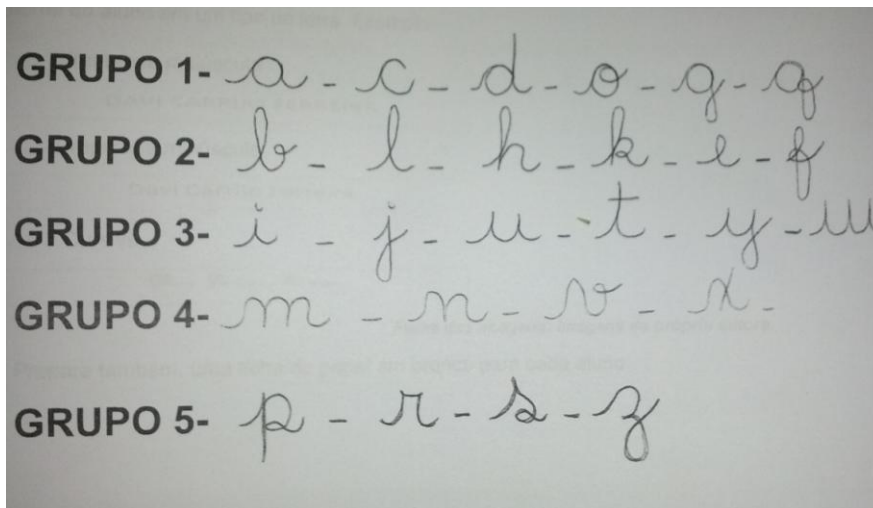 GRUPO 1- a - c - d - o - g - q
GRUPO 2- b - l - h - k - e - f
GRUPO 3- i - j - u - t - y - w
GRUPO 4- m - n - v - x -
GRUPO 5- p - r - s - z